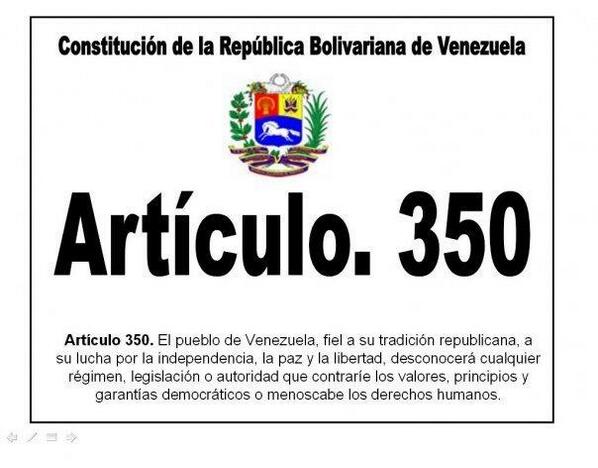 Constitución de la República Bolivariana de Venezuela
Artículo. 350
Artículo 350. El pueblo de Venezuela, fiel a su tradición republicana, a
su lucha por la independencia, la paz y la libertad, desconocerá cualquier
régimen, legislación o autoridad que contraríe los valores, principios y
garantías democráticos o menoscabe los derechos humanos.